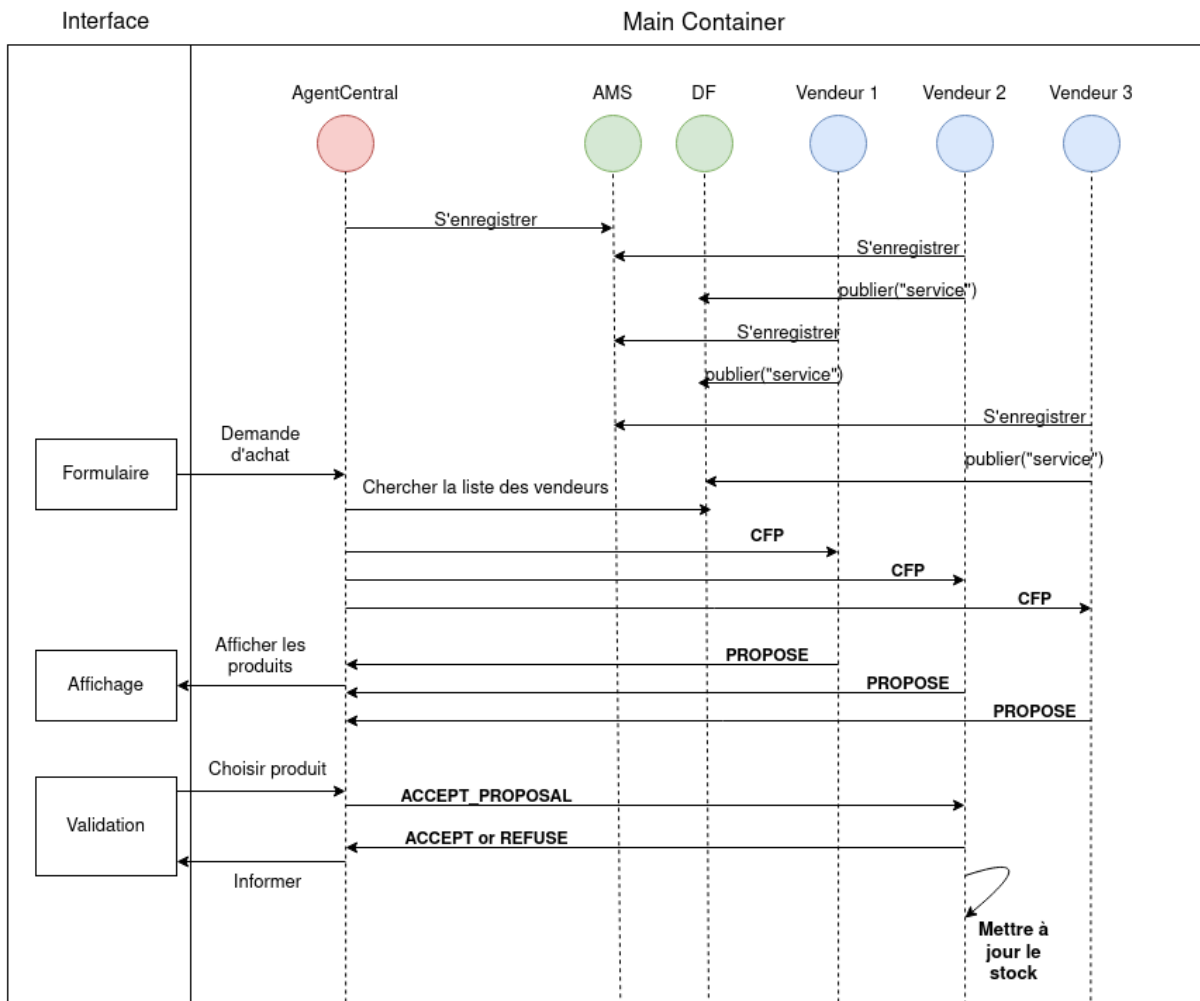 Interface
Main Container
AgentCentral
AMS
DF
Vendeur 1
Vendeur 2
Vendeur 3
S'enregistrer
S'enregistrer
publier("service")
S'enregistrer
publier("service")
S'enregistrer
Demande
d'achat
Formulaire
publier("service")
Chercher la liste des vendeurs
CFP
CFP
CFP
Afficher les
produits
PROPOSE
Affichage
PROPOSE
PROPOSE
Choisir produit
ACCEPT_PROPOSAL
Validation
ACCEPT or REFUSE
Informer
Mettre à
jour le
stock